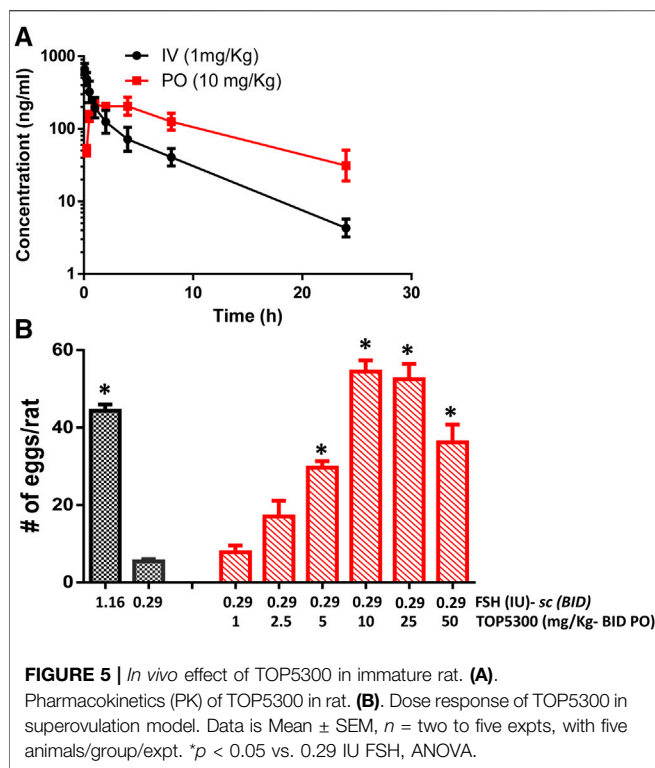 A
IV (1mg/Kg)
PO (10 mg/Kg)
Concentrationt (ng/ml)
1000
100
10
1
0 10 20 30
Time (h)
B
# of eggs/rat
60
40
20
0
* * * * *
1.16 0.29 0.29 0.29 0.29 0.29 0.29 0.29 FSH (IU)- sc (BID)
1 2.5 5 10 25 50 TOP5300 (mg/Kg- BID PO)
FIGURE 5 | In vivo effect of TOP5300 in immature rat. (A).
Pharmacokinetics (PK) of TOP5300 in rat. (B). Dose response of TOP5300 in
superovulation model. Data is Mean ± SEM, n = two to five expts, with five
animals/group/expt. *p < 0.05 vs. 0.29 IU FSH, ANOVA.